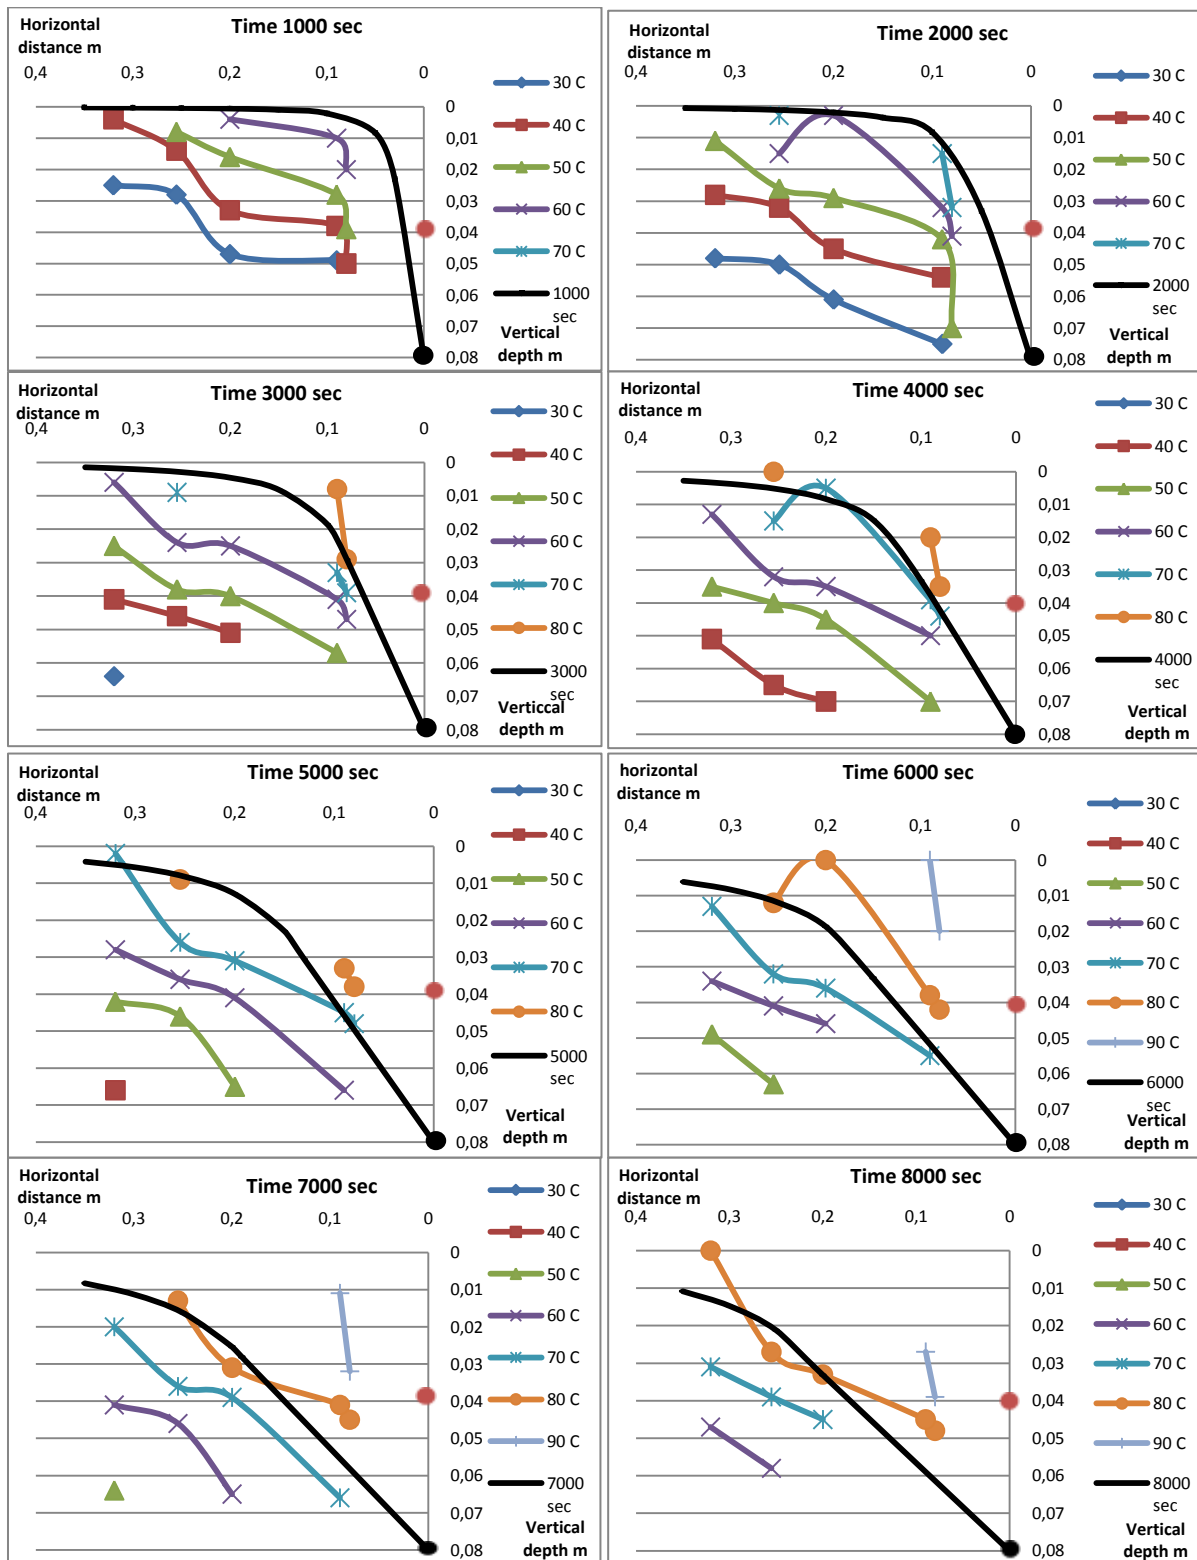 Horizontal
distance m
Time 1000 sec
0,4
0,3
0,2
0,1
0
30 C
40 C
50 C
60 C
70 C
1000
sec
0
0,01
0,02
0,03
0,04
0,05
0,06
0,07
0,08
Vertical
depth m
Horizontal
distance m
Time 2000 sec
0,4
0,3
0,2
0,1
0
30 C
40 C
50 C
60 C
70 C
2000
sec
0
0,01
0,02
0,03
0,04
0,05
0,06
0,07
0,08
Vertical
depth m
Horizontal
distance m
Time 3000 sec
0,4
0,3
0,2
0,1
0
30 C
40 C
50 C
60 C
70 C
80 C
3000
sec
0
0,01
0,02
0,03
0,04
0,05
0,06
0,07
0,08
Verticcal
depth m
Horizontal
distance m
Time 4000 sec
0,4
0,3
0,2
0,1
0
30 C
40 C
50 C
60 C
70 C
80 C
4000
sec
0
0,01
0,02
0,03
0,04
0,05
0,06
0,07
0,08
Vertical
depth m
Horizontal
distance m
Time 5000 sec
0,4
0,3
0,2
0,1
0
30 C
40 C
50 C
60 C
70 C
80 C
5000
sec
0
0,01
0,02
0,03
0,04
0,05
0,06
0,07
0,08
Vertical
depth m
horizontal
distance m
Time 6000 sec
0,4
0,3
0,2
0,1
0
30 C
40 C
50 C
60 C
70 C
80 C
90 C
6000
sec
0
0,01
0,02
0,03
0,04
0,05
0,06
0,07
0,08
Vertical
depth m
Horizontal
distance m
Time 7000 sec
0,4
0,3
0,2
0,1
0
30 C
40 C
50 C
60 C
70 C
80 C
90 C
7000
sec
0
0,01
0,02
0,03
0,04
0,05
0,06
0,07
0,08
Vertical
depth m
Horizontal
distance m
Time 8000 sec
0,4
0,3
0,2
0,1
0
30 C
40 C
50 C
60 C
70 C
80 C
90 C
8000
sec
0
0,01
0,02
0,03
0,04
0,05
0,06
0,07
0,08
Vertical
depth m